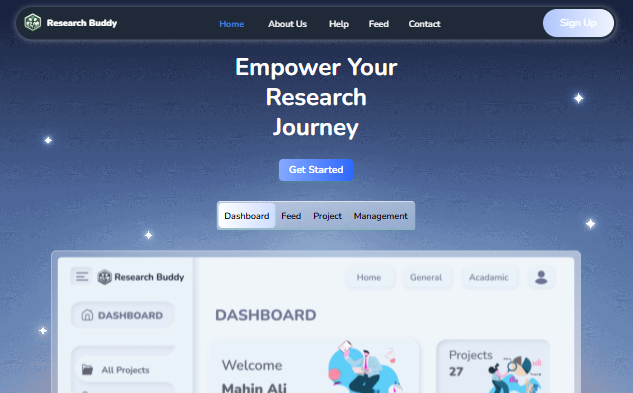 Research Buddy Home About Us Help Feed Contact Sign Up
Empower Your
Research
Journey
Get Started
Dashboard Feed Project Management
Research Buddy Home General Acadamic
DASHBOARD
DASHBOARD
All Projects
Welcome
Mahin Ali
Projects
27